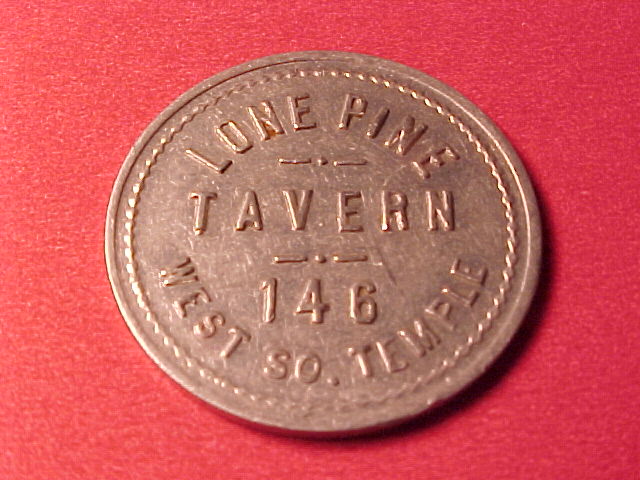 LONE PINE
TAVERN
146
WEST SO. TEMPLE